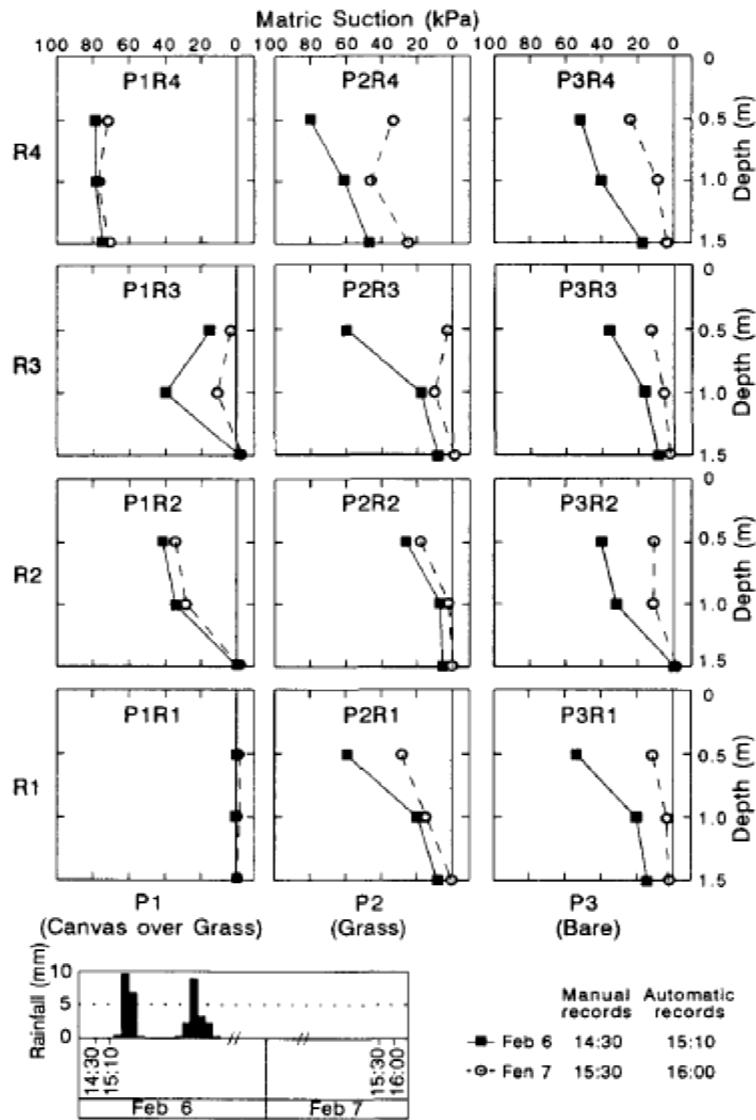 Matric Suction (kPa)
100 80 60 40 20 0 100 80 60 40 20 0 100 80 60 40 20 0
P1R4 P2R4 P3R4
R4
0
0.5
1.0
1.5
Depth (m)
P1R3 P2R3 P3R3
R3
0
0.5
1.0
1.5
Depth (m)
P1R2 P2R2 P3R2
R2
0
0.5
1.0
1.5
Depth (m)
P1R1 P2R1 P3R1
R1
0
0.5
1.0
1.5
Depth (m)
P1 P2 P3
(Canvas over Grass) (Grass) (Bare)
Rainfall (mm)
10
5
0
14:30
15:10
15:30
16:00
Feb 6 Feb 7
Manual records Automatic records
Feb 6 14:30 15:10
Fen 7 15:30 16:00